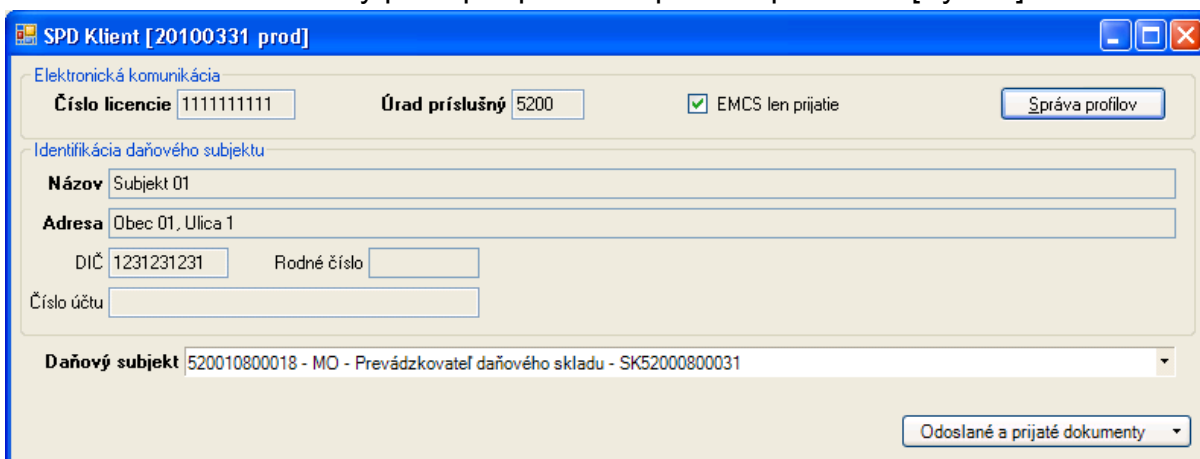 SPD Klient [20100331 prod]
Elektronická komunikácia
Číslo licencie 1111111111 Úrad príslušný 5200 EMCS len prijatie Správa profilov
Identifikácia daňového subjektu
Názov Subjekt 01
Adresa Obec 01, Ulica 1
DIČ 1231231231 Rodné číslo
Číslo účtu
Daňový subjekt 520010800018 - MO - Prevádzkovateľ daňového skladu - SK52000800031
Odoslané a prijaté dokumenty